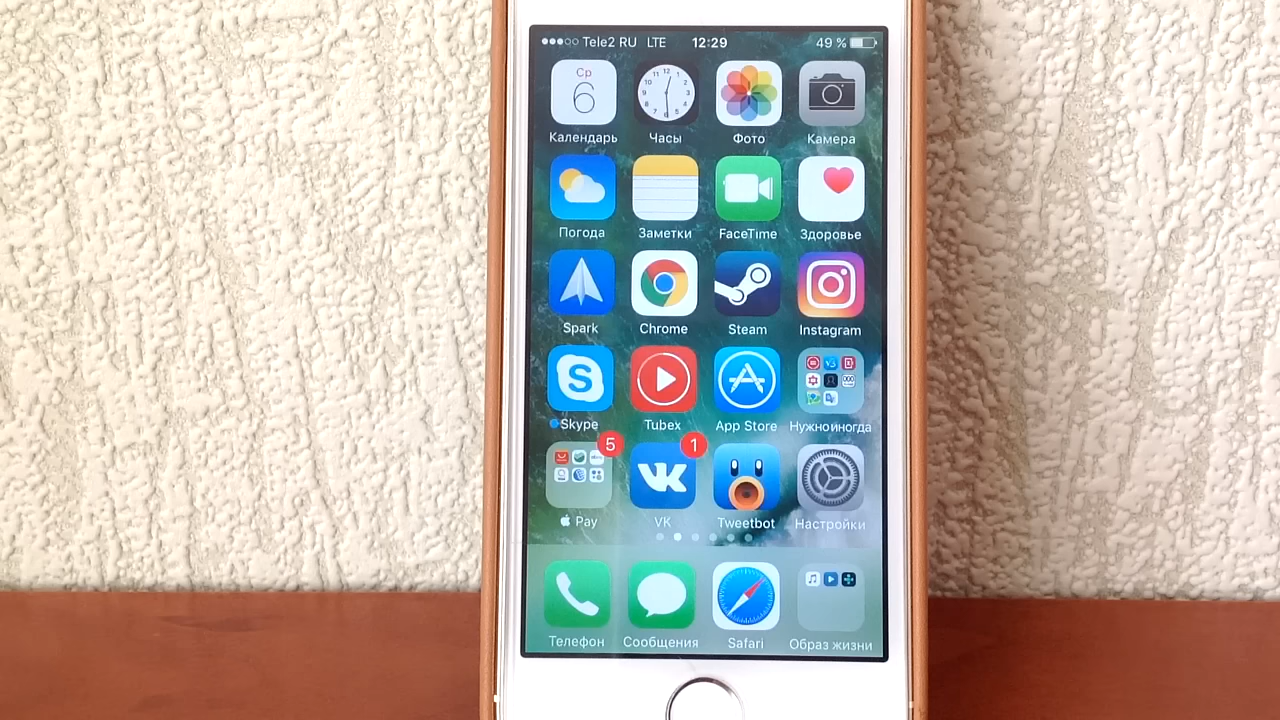 Tele2 RU LTE 12:29 49 %
Ср
6
Календарь Часы Фото Камера
Погода Заметки FaceTime Здоровье
Spark Chrome Steam Instagram
Skype Tubex App Store Нужноиногда
5 1
VK
Pay VK Tweetbot Настройки
Телефон Сообщения Safari Образ жизни